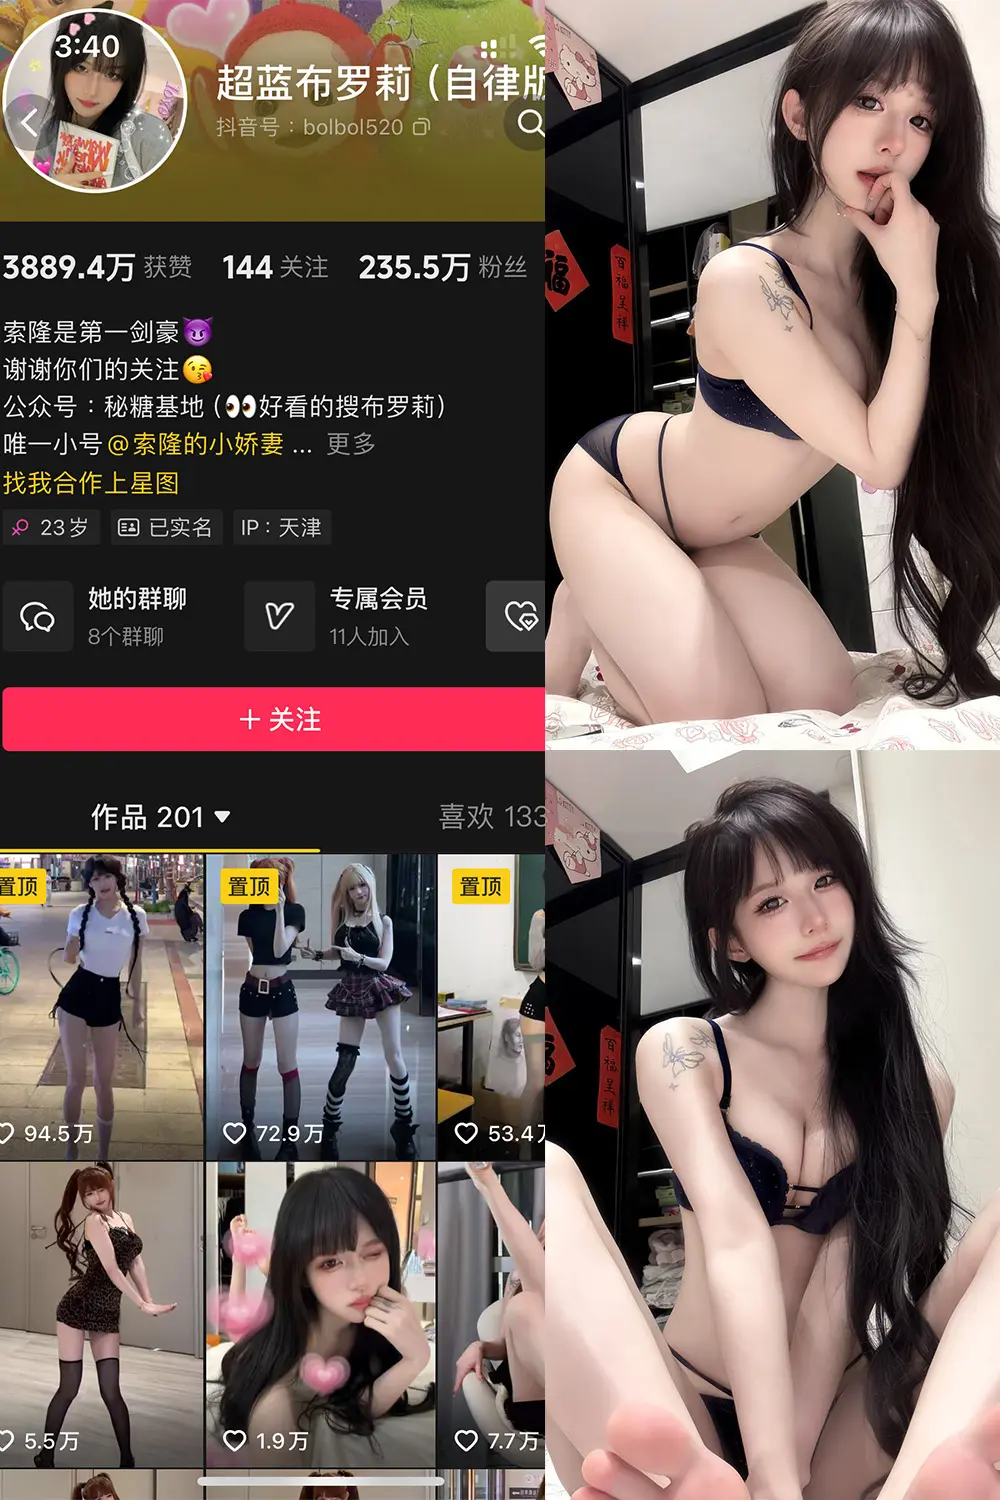 3:40
超蓝布罗莉（自律版
抖音号：bolbol520
3889.4万 获赞 144 关注 235.5万 粉丝
索隆是第一剑豪😈
谢谢你们的关注😘
公众号：秘糖基地（👀好看的搜布罗莉）
唯一小号@索隆的小娇妻 ... 更多
找我合作上星图
23岁 已实名 IP：天津
她的群聊
8个群聊
专属会员
11人加入
+ 关注
作品 201 喜欢 133
置顶 置顶 置顶
94.5万 72.9万 53.4万
5.5万 1.9万 7.7万
福
百福呈祥
百福呈祥